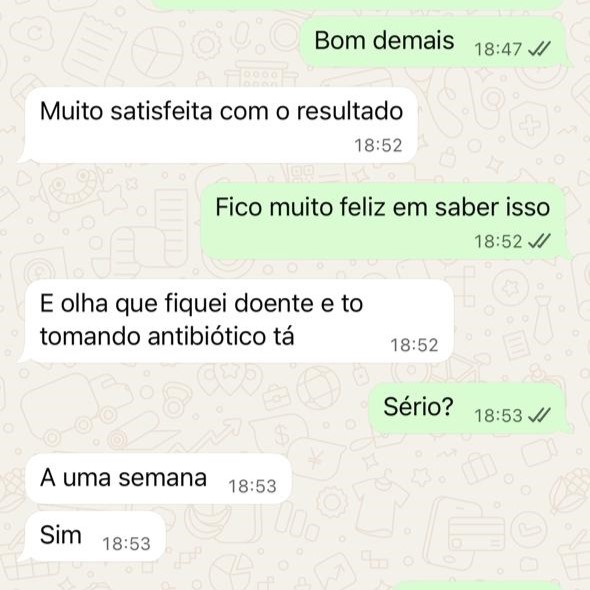 Bom demais 18:47
Muito satisfeita com o resultado
18:52
Fico muito feliz em saber isso
18:52
E olha que fiquei doente e to
tomando antibiótico tá 18:52
Sério? 18:53
A uma semana 18:53
Sim 18:53